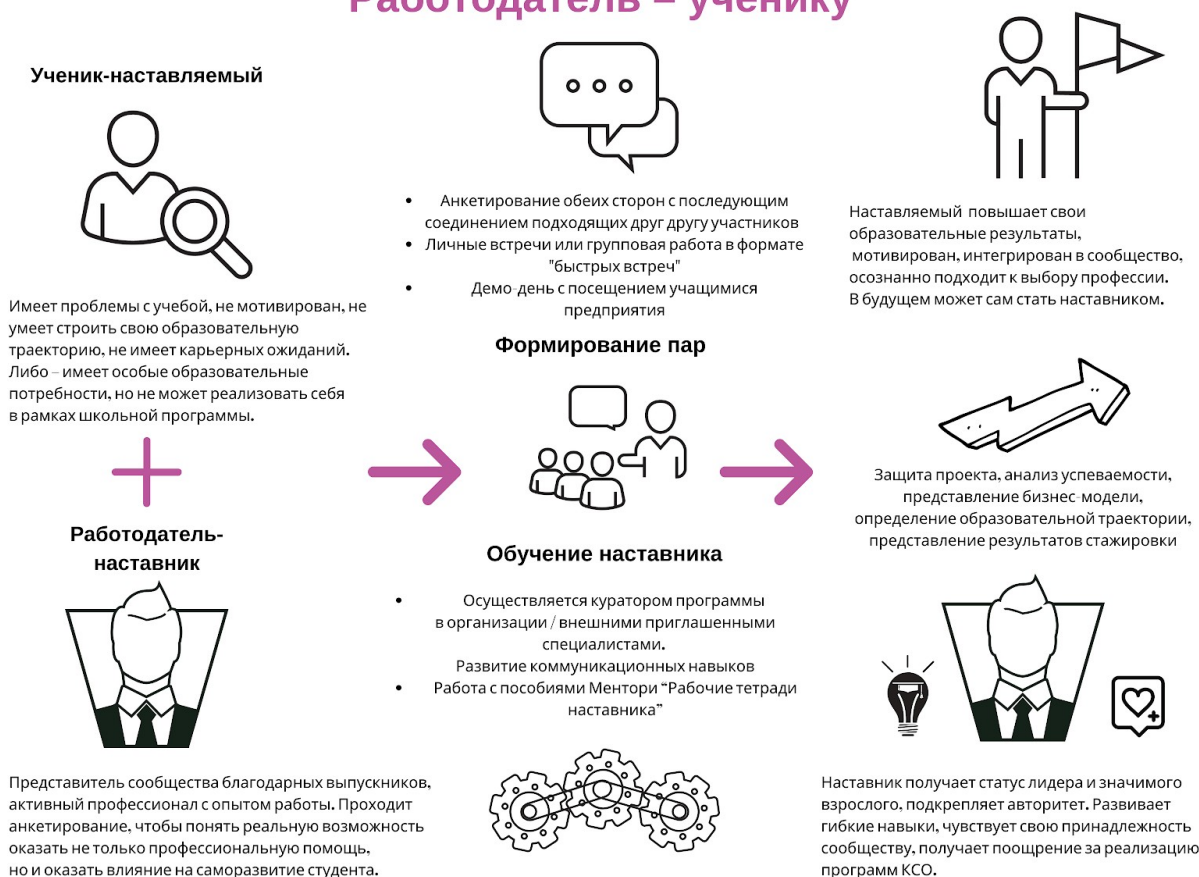 Работодатель – ученику
Ученик-наставляемый
Имеет проблемы с учебой, не мотивирован, не
умеет строить свою образовательную
траекторию, не имеет карьерных ожиданий.
Либо – имеет особые образовательные
потребности, но не может реализовать себя
в рамках школьной программы.
Работодатель-
наставник
Представитель сообщества благодарных выпускников,
активный профессионал с опытом работы. Проходит
анкетирование, чтобы понять реальную возможность
оказать не только профессиональную помощь,
но и оказать влияние на саморазвитие студента.
• Анкетирование обеих сторон с последующим
соединением подходящих друг другу участников
• Личные встречи или групповая работа в формате
"быстрых встреч"
• Демо-день с посещением учащимися
предприятия
Формирование пар
Обучение наставника
• Осуществляется куратором программы
в организации / внешними приглашенными
специалистами.
Развитие коммуникационных навыков
• Работа с пособиями Ментори “Рабочие тетради
наставника”
Наставляемый повышает свои
образовательные результаты,
мотивирован, интегрирован в сообщество,
осознанно подходит к выбору профессии.
В будущем может сам стать наставником.
Защита проекта, анализ успеваемости,
представление бизнес-модели,
определение образовательной траектории,
представление результатов стажировки
Наставник получает статус лидера и значимого
взрослого, подкрепляет авторитет. Развивает
гибкие навыки, чувствует свою принадлежность
сообществу, получает поощрение за реализацию
программ КСО.